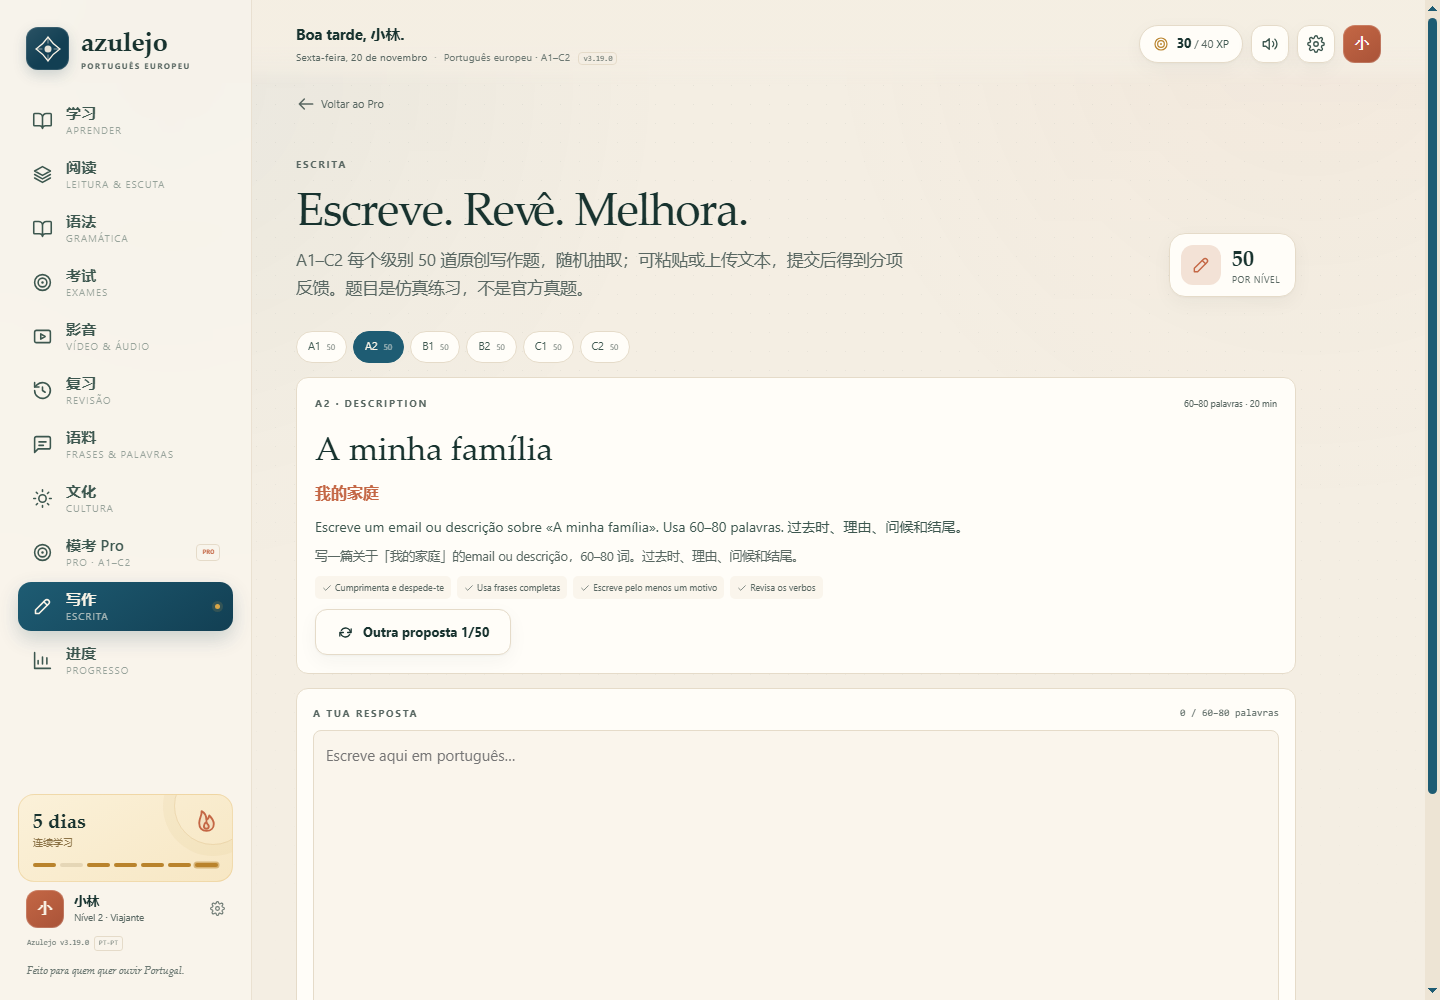 azulejo
PORTUGUÊS EUROPEU
学习
APRENDER
阅读
LEITURA & ESCUTA
语法
GRAMÁTICA
考试
EXAMES
影音
VÍDEO & ÁUDIO
复习
REVISÃO
语料
FRASES & PALAVRAS
文化
CULTURA
模考 Pro
PRO · A1–C2
PRO
写作
ESCRITA
进度
PROGRESSO
5 dias
连续学习
小
小林
Nível 2 · Viajante
Azulejo v3.19.0 PT-PT
Feito para quem quer ouvir Portugal.
Boa tarde, 小林.
Sexta-feira, 20 de novembro · Português europeu · A1–C2 v3.19.0
30 / 40 XP
小
Voltar ao Pro
ESCRITA
Escreve. Revê. Melhora.
A1–C2 每个级别 50 道原创写作题，随机抽取；可粘贴或上传文本，提交后得到分项
反馈。题目是仿真练习，不是官方真题。
50
POR NÍVEL
A1 50
A2 50
B1 50
B2 50
C1 50
C2 50
A2 · DESCRIPTION
60–80 palavras · 20 min
A minha família
我的家庭
Escreve um email ou descrição sobre «A minha família». Usa 60–80 palavras. 过去时、理由、问候和结尾。
写一篇关于「我的家庭」的email ou descrição，60–80 词。过去时、理由、问候和结尾。
Cumprimenta e despede-te
Usa frases completas
Escreve pelo menos um motivo
Revisa os verbos
Outra proposta 1/50
A TUA RESPOSTA
0 / 60–80 palavras
Escreve aqui em português...